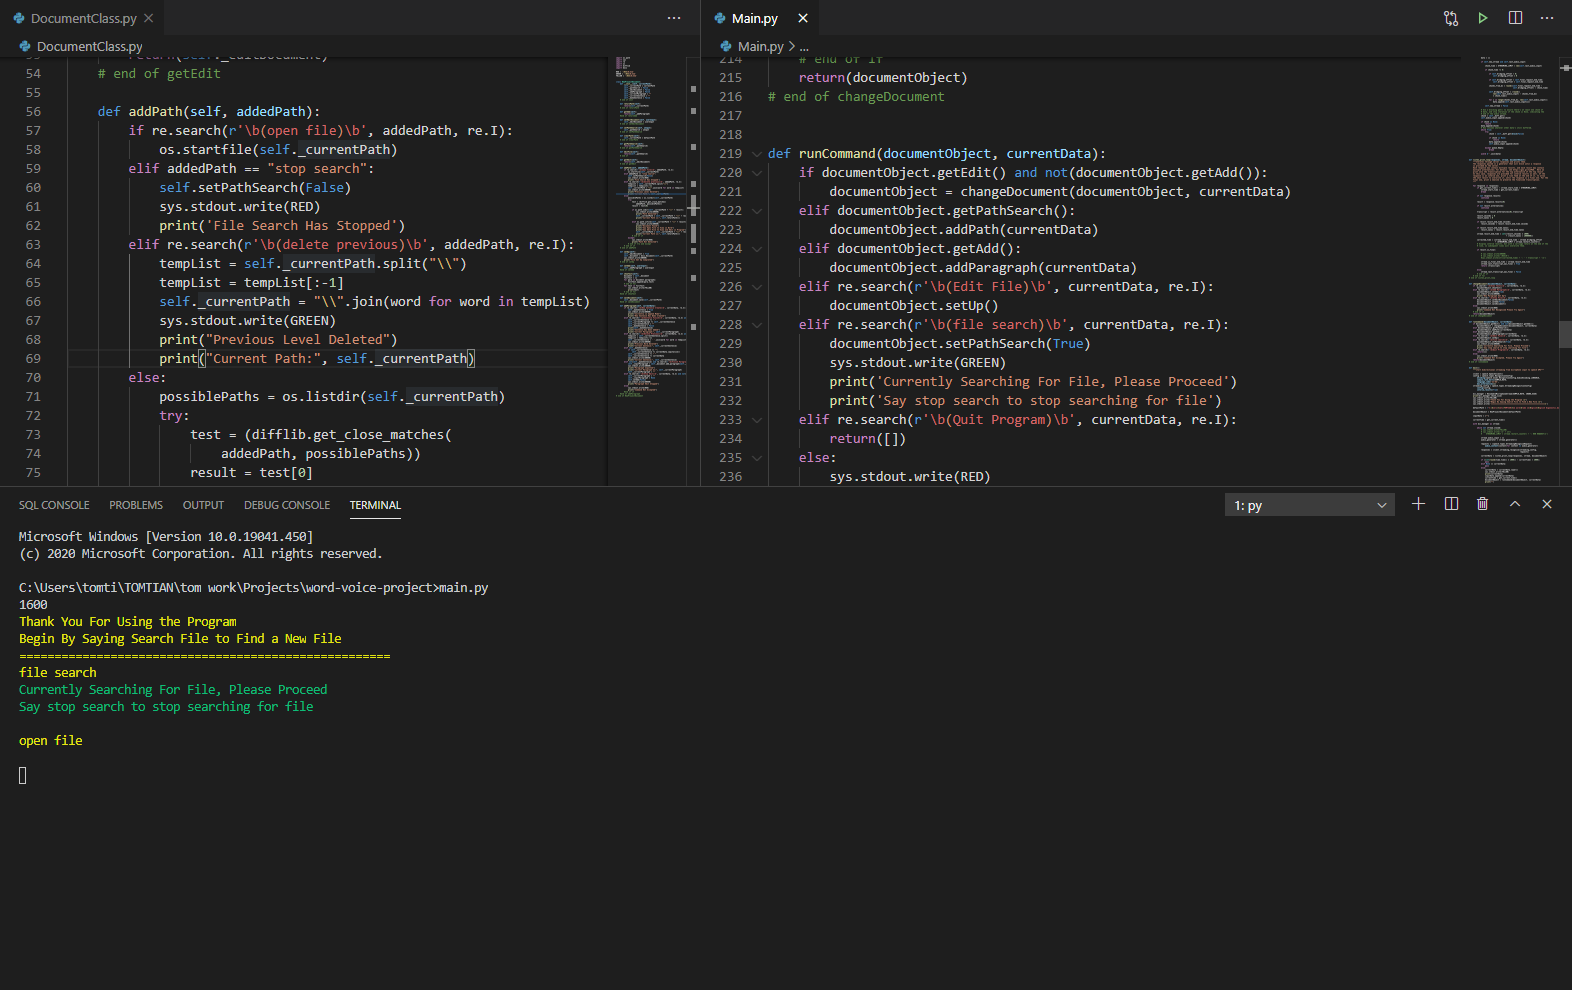 DocumentClass.py
DocumentClass.py
54 # end of getEdit
55
56 def addPath(self, addedPath):
57 if re.search(r'\b(open file)\b', addedPath, re.I):
58 os.startfile(self._currentPath)
59 elif addedPath == "stop search":
60 self.setPathSearch(False)
61 sys.stdout.write(RED)
62 print('File Search Has Stopped')
63 elif re.search(r'\b(delete previous)\b', addedPath, re.I):
64 tempList = self._currentPath.split("\\")
65 tempList = tempList[:-1]
66 self._currentPath = "\\".join(word for word in tempList)
67 sys.stdout.write(GREEN)
68 print("Previous Level Deleted")
69 print("Current Path:", self._currentPath)
70 else:
71 possiblePaths = os.listdir(self._currentPath)
72 try:
73 test = (difflib.get_close_matches(
74 addedPath, possiblePaths))
75 result = test[0]
Main.py
Main.py > ...
214 # end of if
215 return(documentObject)
216 # end of changeDocument
217
218
219 def runCommand(documentObject, currentData):
220 if documentObject.getEdit() and not(documentObject.getAdd()):
221 documentObject = changeDocument(documentObject, currentData)
222 elif documentObject.getPathSearch():
223 documentObject.addPath(currentData)
224 elif documentObject.getAdd():
225 documentObject.addParagraph(currentData)
226 elif re.search(r'\b(Edit File)\b', currentData, re.I):
227 documentObject.setUp()
228 elif re.search(r'\b(file search)\b', currentData, re.I):
229 documentObject.setPathSearch(True)
230 sys.stdout.write(GREEN)
231 print('Currently Searching For File, Please Proceed')
232 print('Say stop search to stop searching for file')
233 elif re.search(r'\b(Quit Program)\b', currentData, re.I):
234 return([])
235 else:
236 sys.stdout.write(RED)
SQL CONSOLE PROBLEMS OUTPUT DEBUG CONSOLE TERMINAL 1: py
Microsoft Windows [Version 10.0.19041.450]
(c) 2020 Microsoft Corporation. All rights reserved.
C:\Users\tomti\TOMTIAN\tom work\Projects\word-voice-project>main.py
1600
Thank You For Using the Program
Begin By Saying Search File to Find a New File
=====================================================
file search
Currently Searching For File, Please Proceed
Say stop search to stop searching for file
open file